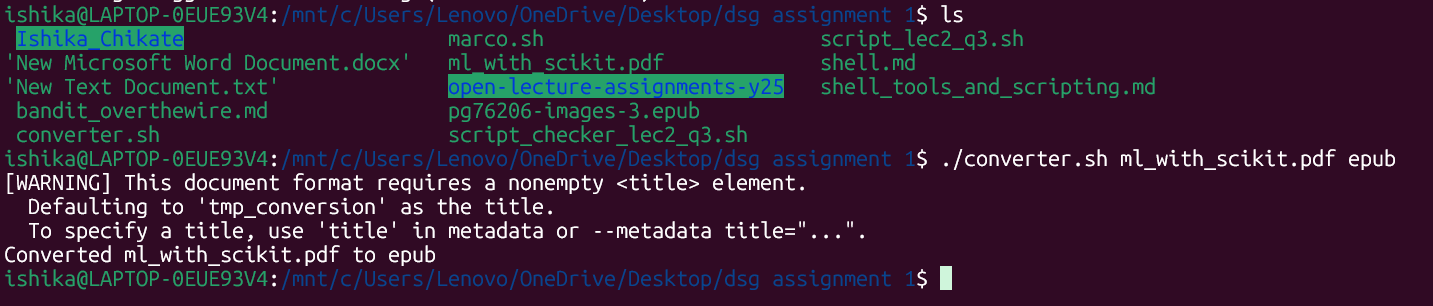 ishika@LAPTOP-0EUE93V4:/mnt/c/Users/Lenovo/OneDrive/Desktop/dsg assignment 1$ ls
Ishika_Chikate marco.sh script_lec2_q3.sh
'New Microsoft Word Document.docx' ml_with_scikit.pdf shell.md
'New Text Document.txt' open-lecture-assignments-y25 shell_tools_and_scripting.md
bandit_overthewire.md pg76206-images-3.epub
converter.sh script_checker_lec2_q3.sh
ishika@LAPTOP-0EUE93V4:/mnt/c/Users/Lenovo/OneDrive/Desktop/dsg assignment 1$ ./converter.sh ml_with_scikit.pdf epub
[WARNING] This document format requires a nonempty <title> element.
Defaulting to 'tmp_conversion' as the title.
To specify a title, use 'title' in metadata or --metadata title="...".
Converted ml_with_scikit.pdf to epub
ishika@LAPTOP-0EUE93V4:/mnt/c/Users/Lenovo/OneDrive/Desktop/dsg assignment 1$